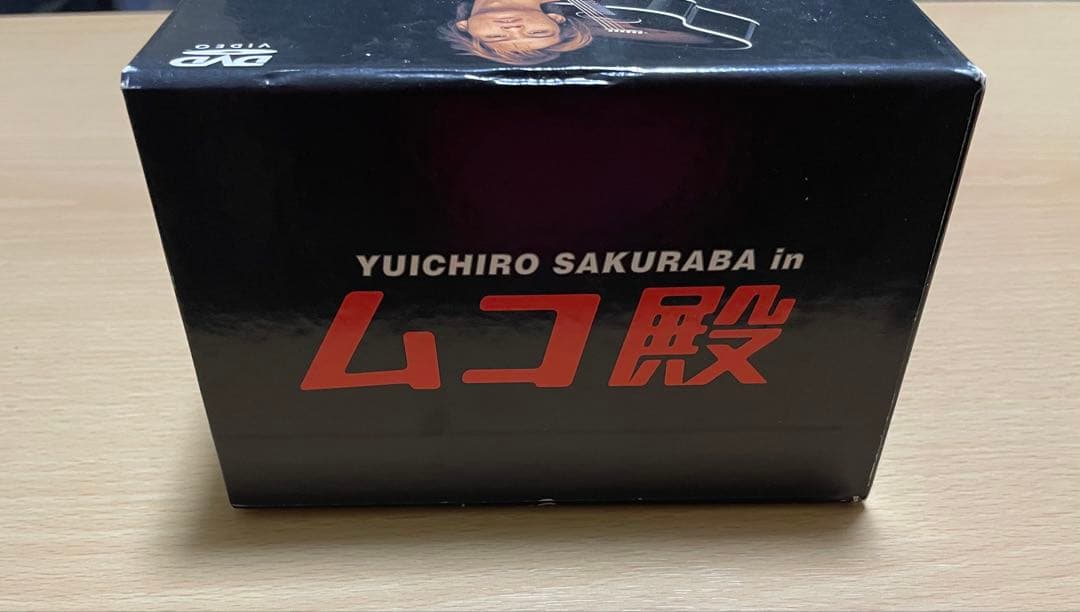 DVD
VIDEO
YUICHIRO SAKURABA in
ムコ殿